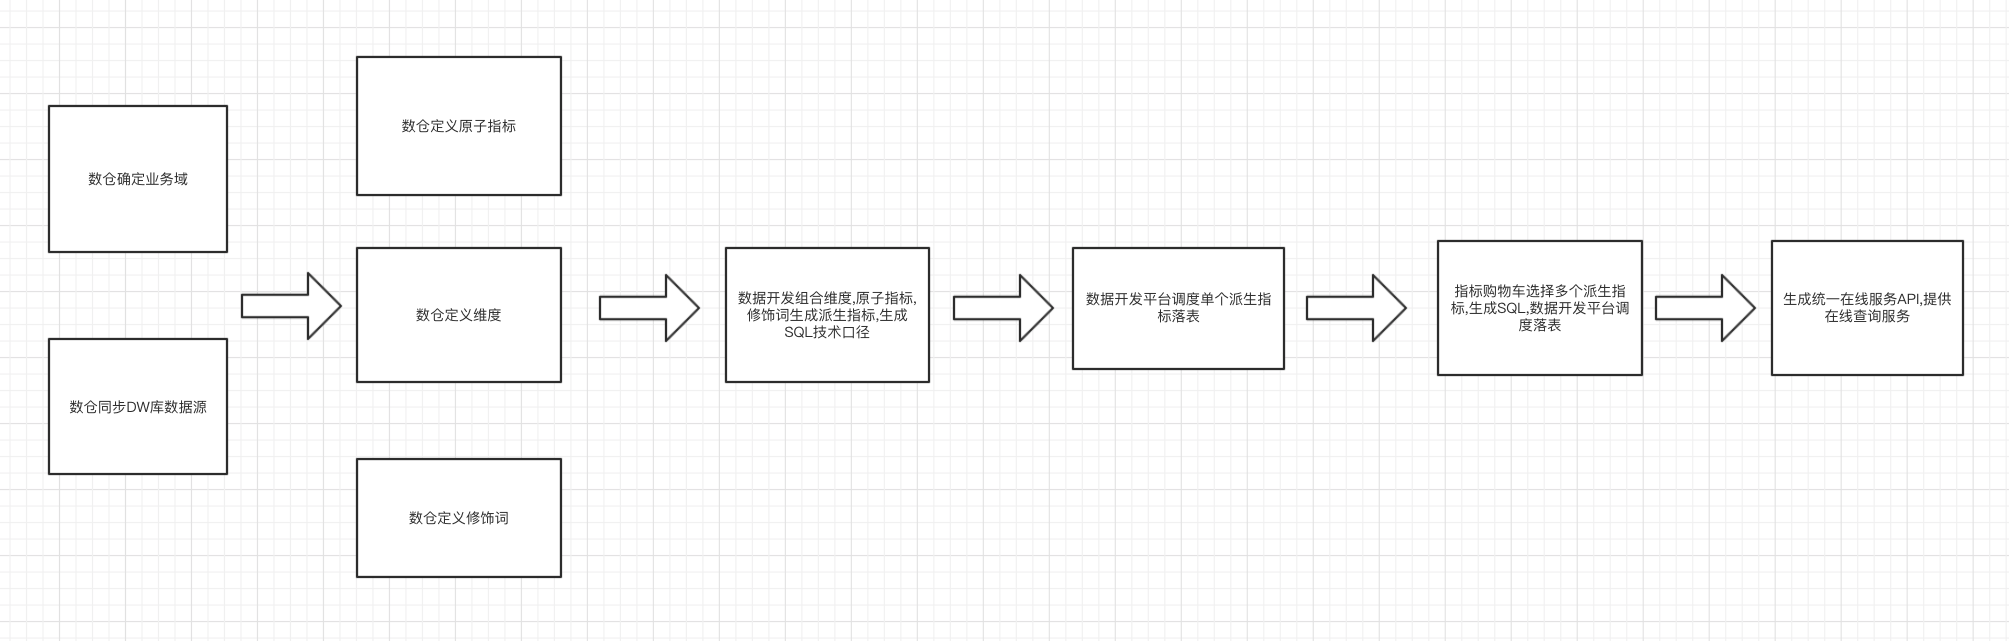 数仓确定业务域
数仓同步DW库数据源
数仓定义原子指标
数仓定义维度
数仓定义修饰词
数据开发组合维度,原子指标,
修饰词生成派生指标,生成
SQL技术口径
数据开发平台调度单个派生指
标落表
指标购物车选择多个派生指
标,生成SQL,数据开发平台调
度落表
生成统一在线服务API,提供
在线查询服务